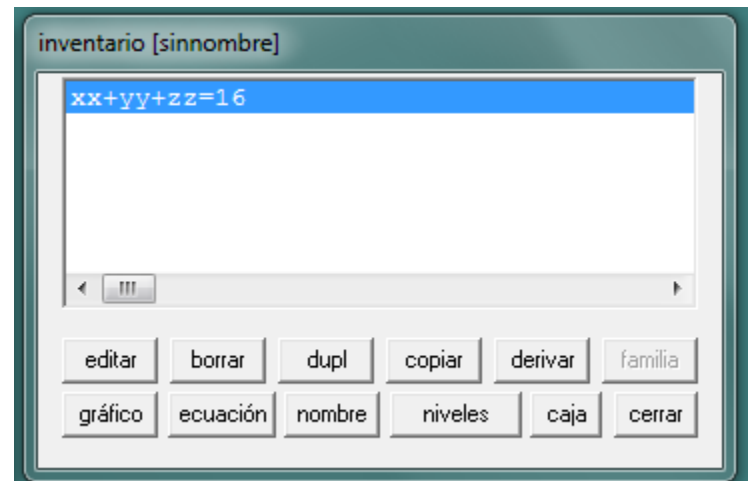 inventario [sinnombre]
xx+yy+zz=16
editar borrar dupl copiar derivar familia
gráfico ecuación nombre niveles caja cerrar